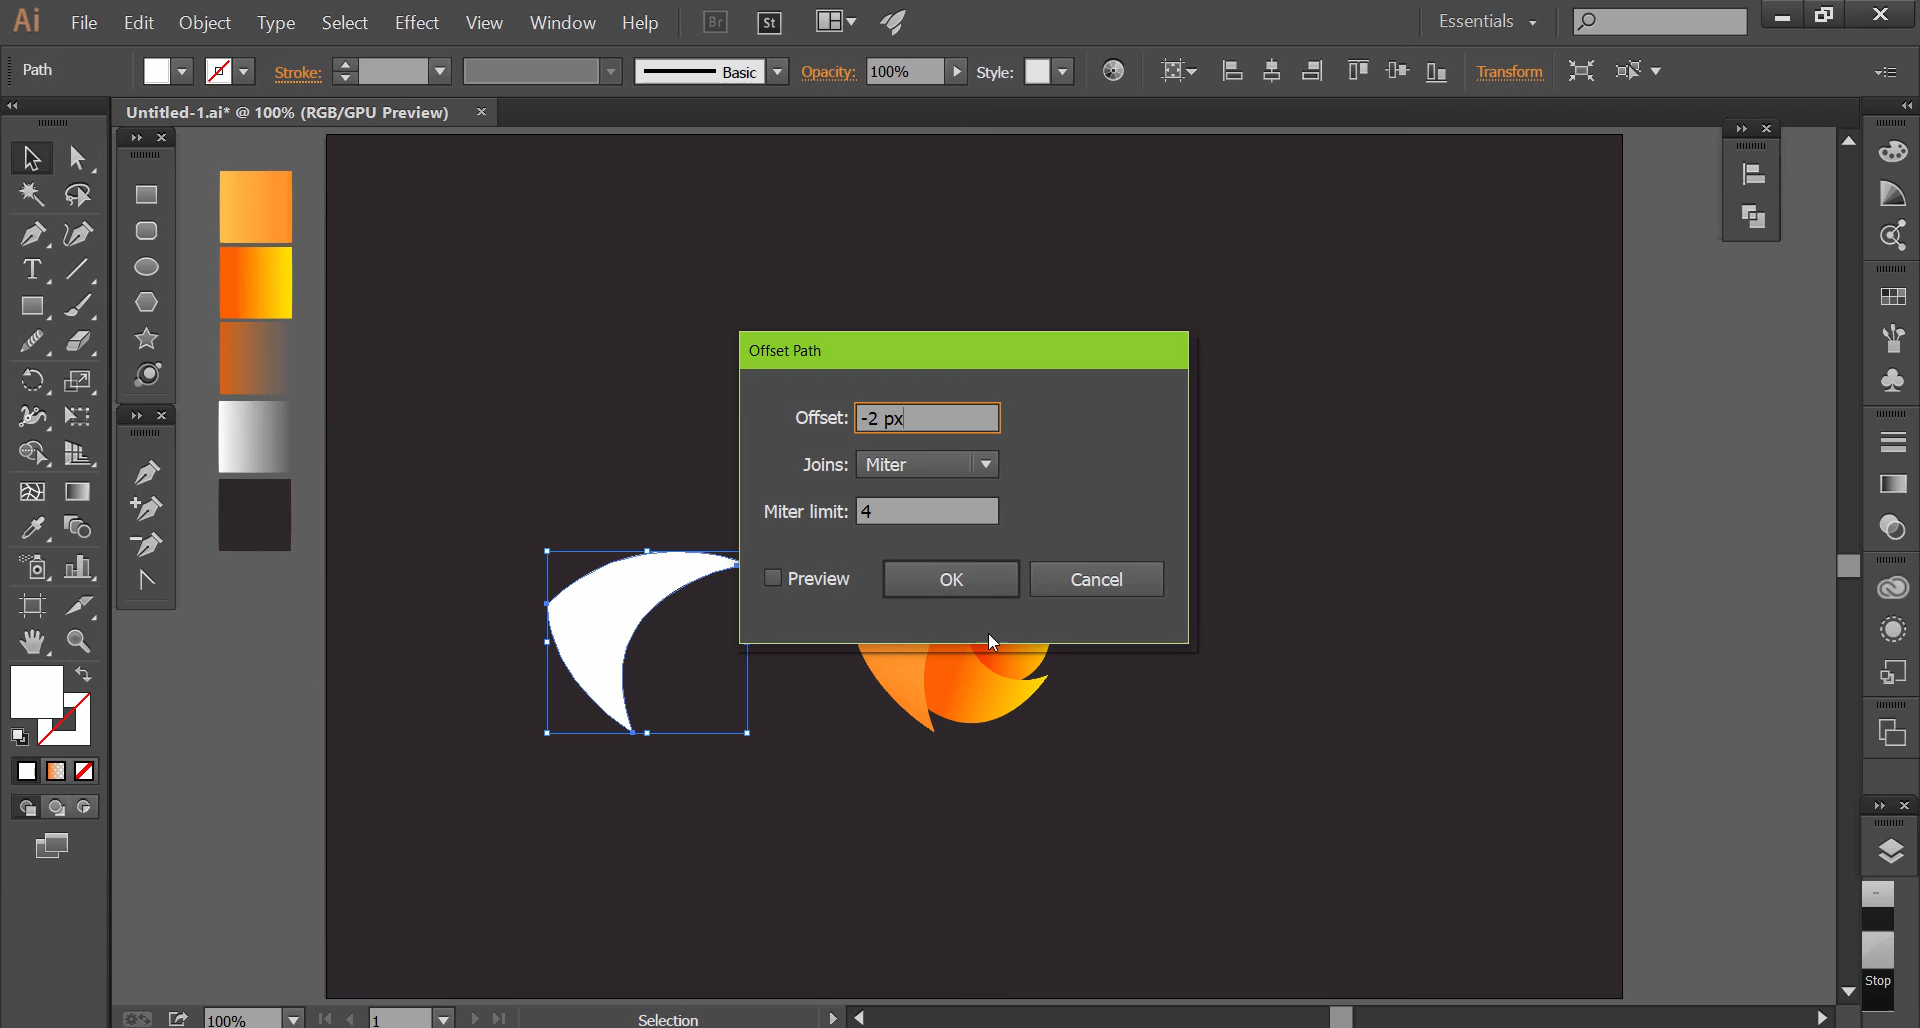 Ai File Edit Object Type Select Effect View Window Help Br St Essentials
Path Stroke: Basic Opacity: 100% Style: Transform
Untitled-1.ai* @ 100% (RGB/GPU Preview)
Offset Path
Offset: -2 px
Joins: Miter
Miter limit: 4
Preview OK Cancel
T
Stop
100% 1 Selection